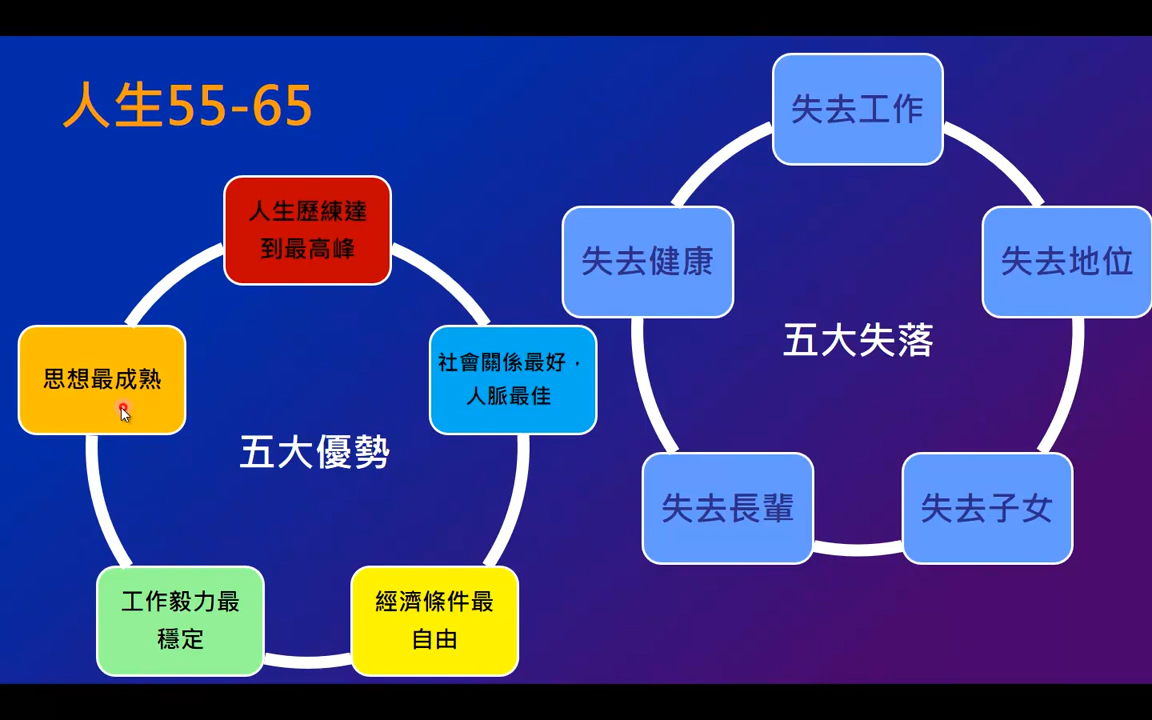 人生55-65
人生歷練達
到最高峰
社會關係最好，
人脈最佳
經濟條件最
自由
工作毅力最
穩定
思想最成熟
五大優勢
失去工作
失去地位
失去子女
失去長輩
失去健康
五大失落